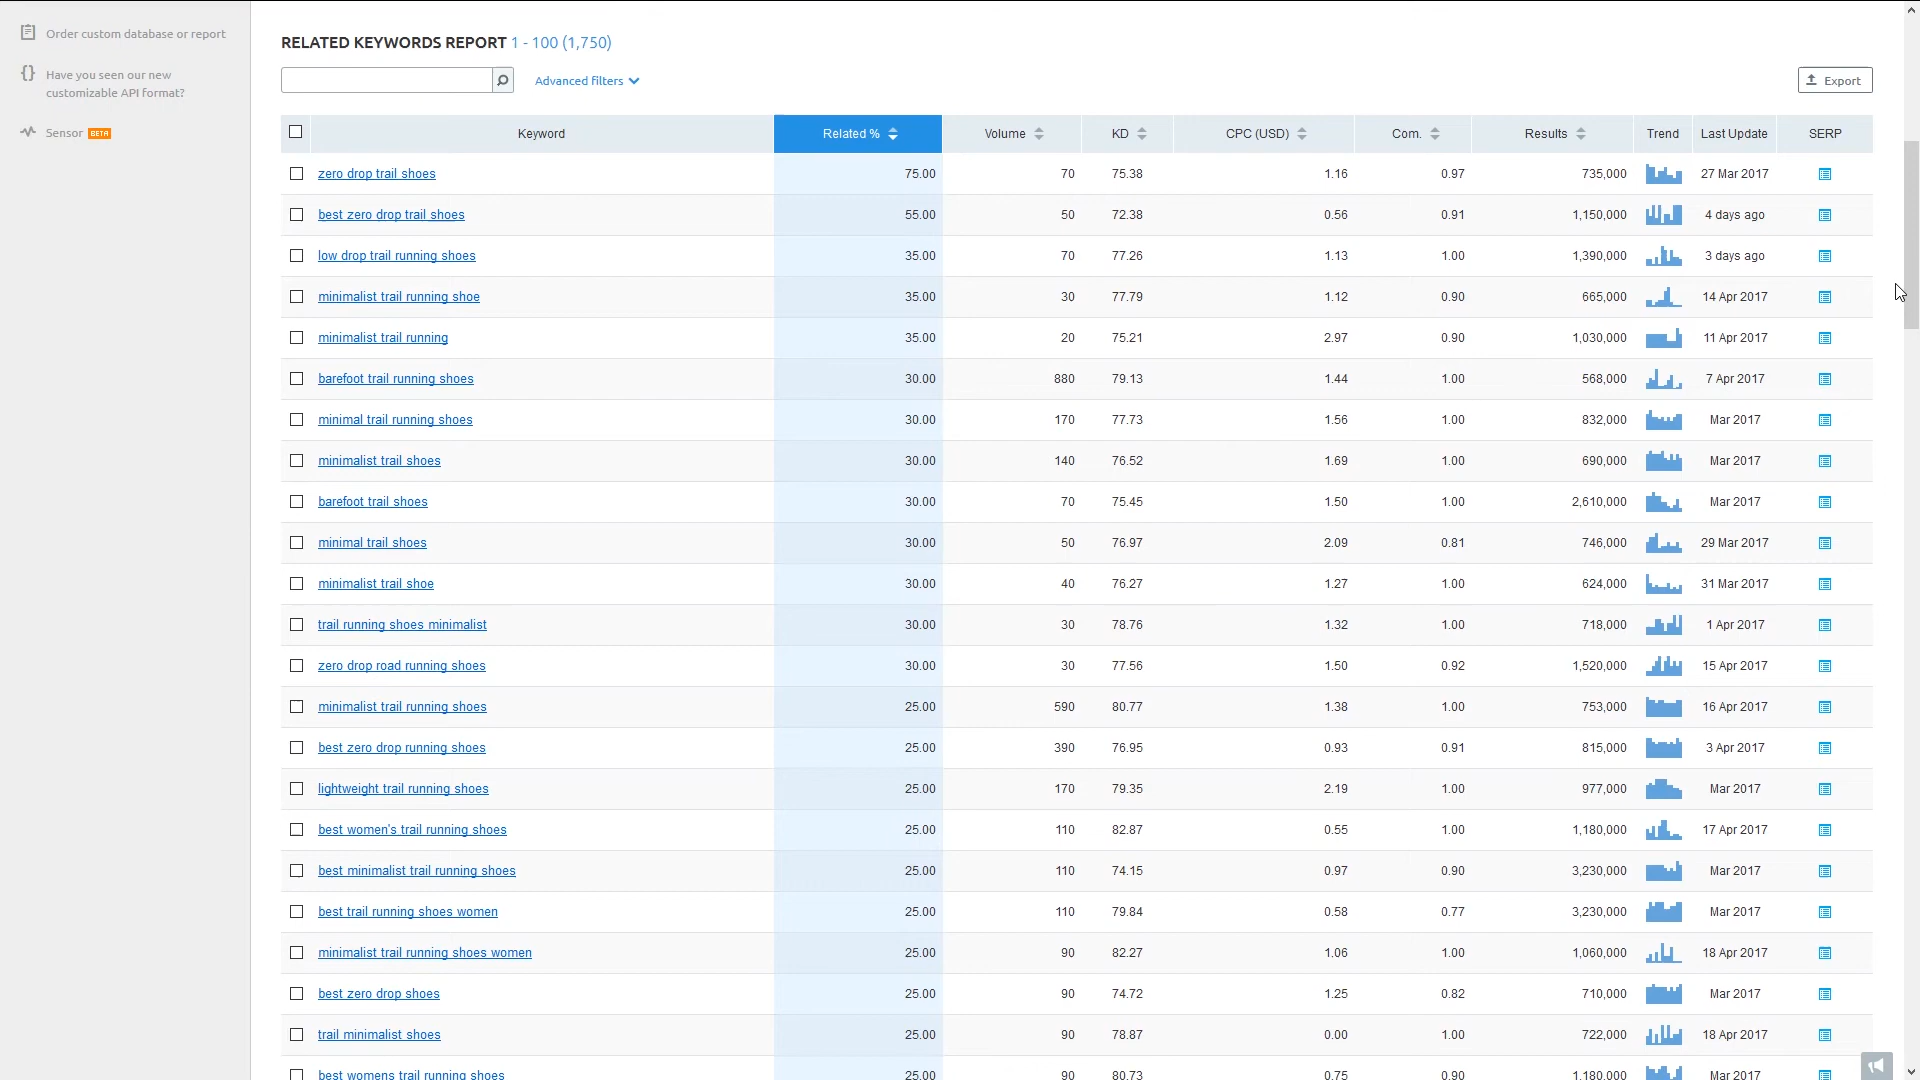 Order custom database or report
Have you seen our new
customizable API format?
Sensor BETA
RELATED KEYWORDS REPORT 1 - 100 (1,750)
Advanced filters
Export
Keyword Related % Volume KD CPC (USD) Com. Results Trend Last Update SERP
zero drop trail shoes 75.00 70 75.38 1.16 0.97 735,000 27 Mar 2017
best zero drop trail shoes 55.00 50 72.38 0.56 0.91 1,150,000 4 days ago
low drop trail running shoes 35.00 70 77.26 1.13 1.00 1,390,000 3 days ago
minimalist trail running shoe 35.00 30 77.79 1.12 0.90 665,000 14 Apr 2017
minimalist trail running 35.00 20 75.21 2.97 0.90 1,030,000 11 Apr 2017
barefoot trail running shoes 30.00 880 79.13 1.44 1.00 568,000 7 Apr 2017
minimal trail running shoes 30.00 170 77.73 1.56 1.00 832,000 Mar 2017
minimalist trail shoes 30.00 140 76.52 1.69 1.00 690,000 Mar 2017
barefoot trail shoes 30.00 70 75.45 1.50 1.00 2,610,000 Mar 2017
minimal trail shoes 30.00 50 76.97 2.09 0.81 746,000 29 Mar 2017
minimalist trail shoe 30.00 40 76.27 1.27 1.00 624,000 31 Mar 2017
trail running shoes minimalist 30.00 30 78.76 1.32 1.00 718,000 1 Apr 2017
zero drop road running shoes 30.00 30 77.56 1.50 0.92 1,520,000 15 Apr 2017
minimalist trail running shoes 25.00 590 80.77 1.38 1.00 753,000 16 Apr 2017
best zero drop running shoes 25.00 390 76.95 0.93 0.91 815,000 3 Apr 2017
lightweight trail running shoes 25.00 170 79.35 2.19 1.00 977,000 Mar 2017
best women's trail running shoes 25.00 110 82.87 0.55 1.00 1,180,000 17 Apr 2017
best minimalist trail running shoes 25.00 110 74.15 0.97 0.90 3,230,000 Mar 2017
best trail running shoes women 25.00 110 79.84 0.58 0.77 3,230,000 Mar 2017
minimalist trail running shoes women 25.00 90 82.27 1.06 1.00 1,060,000 18 Apr 2017
best zero drop shoes 25.00 90 74.72 1.25 0.82 710,000 Mar 2017
trail minimalist shoes 25.00 90 78.87 0.00 1.00 722,000 18 Apr 2017
best womens trail running shoes 25.00 90 80.73 0.75 0.90 1,180,000 Mar 2017